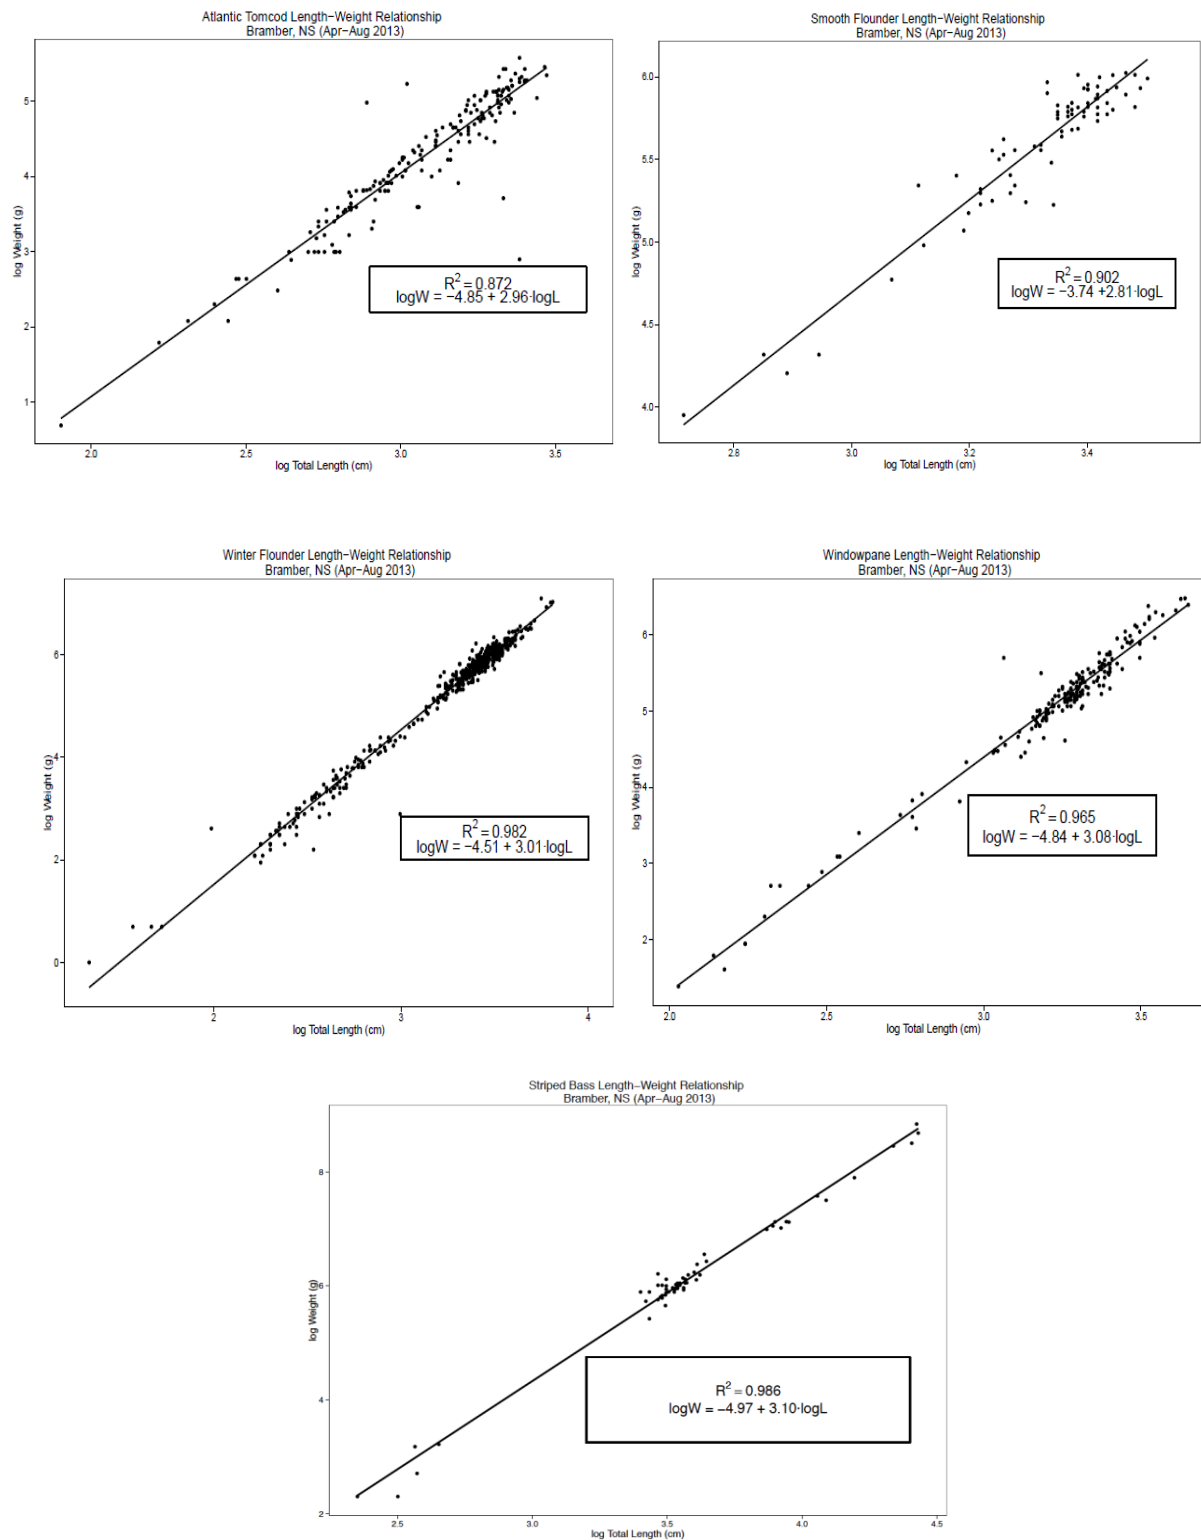 Atlantic Tomcod Length−Weight Relationship
Bramber, NS (Apr−Aug 2013)
log Weight (g)
5
4
3
2
1
R² = 0.872
logW = −4.85 + 2.96·logL
2.0 2.5 3.0 3.5
log Total Length (cm)
Smooth Flounder Length−Weight Relationship
Bramber, NS (Apr−Aug 2013)
log Weight (g)
6.0
5.5
5.0
4.5
4.0
R² = 0.902
logW = −3.74 +2.81·logL
2.8 3.0 3.2 3.4
log Total Length (cm)
Winter Flounder Length−Weight Relationship
Bramber, NS (Apr−Aug 2013)
log Weight (g)
6
4
2
0
R² = 0.982
logW = −4.51 + 3.01·logL
2 3 4
log Total Length (cm)
Windowpane Length−Weight Relationship
Bramber, NS (Apr−Aug 2013)
log Weight (g)
6
5
4
3
2
R² = 0.965
logW = −4.84 + 3.08·logL
2.0 2.5 3.0 3.5
log Total Length (cm)
Striped Bass Length−Weight Relationship
Bramber, NS (Apr−Aug 2013)
log Weight (g)
8
6
4
2
R² = 0.986
logW = −4.97 + 3.10·logL
2.5 3.0 3.5 4.0 4.5
log Total Length (cm)